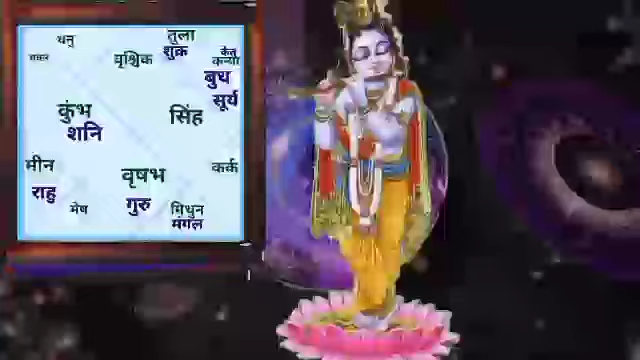 धनु
तुला
शुक्र
मकर
वृश्चिक
केतु
कन्या
बुध
सूर्य
कुंभ
शनि
सिंह
मीन
कर्क
वृषभ
राहु
मेष
गुरु
मिथुन
मंगल